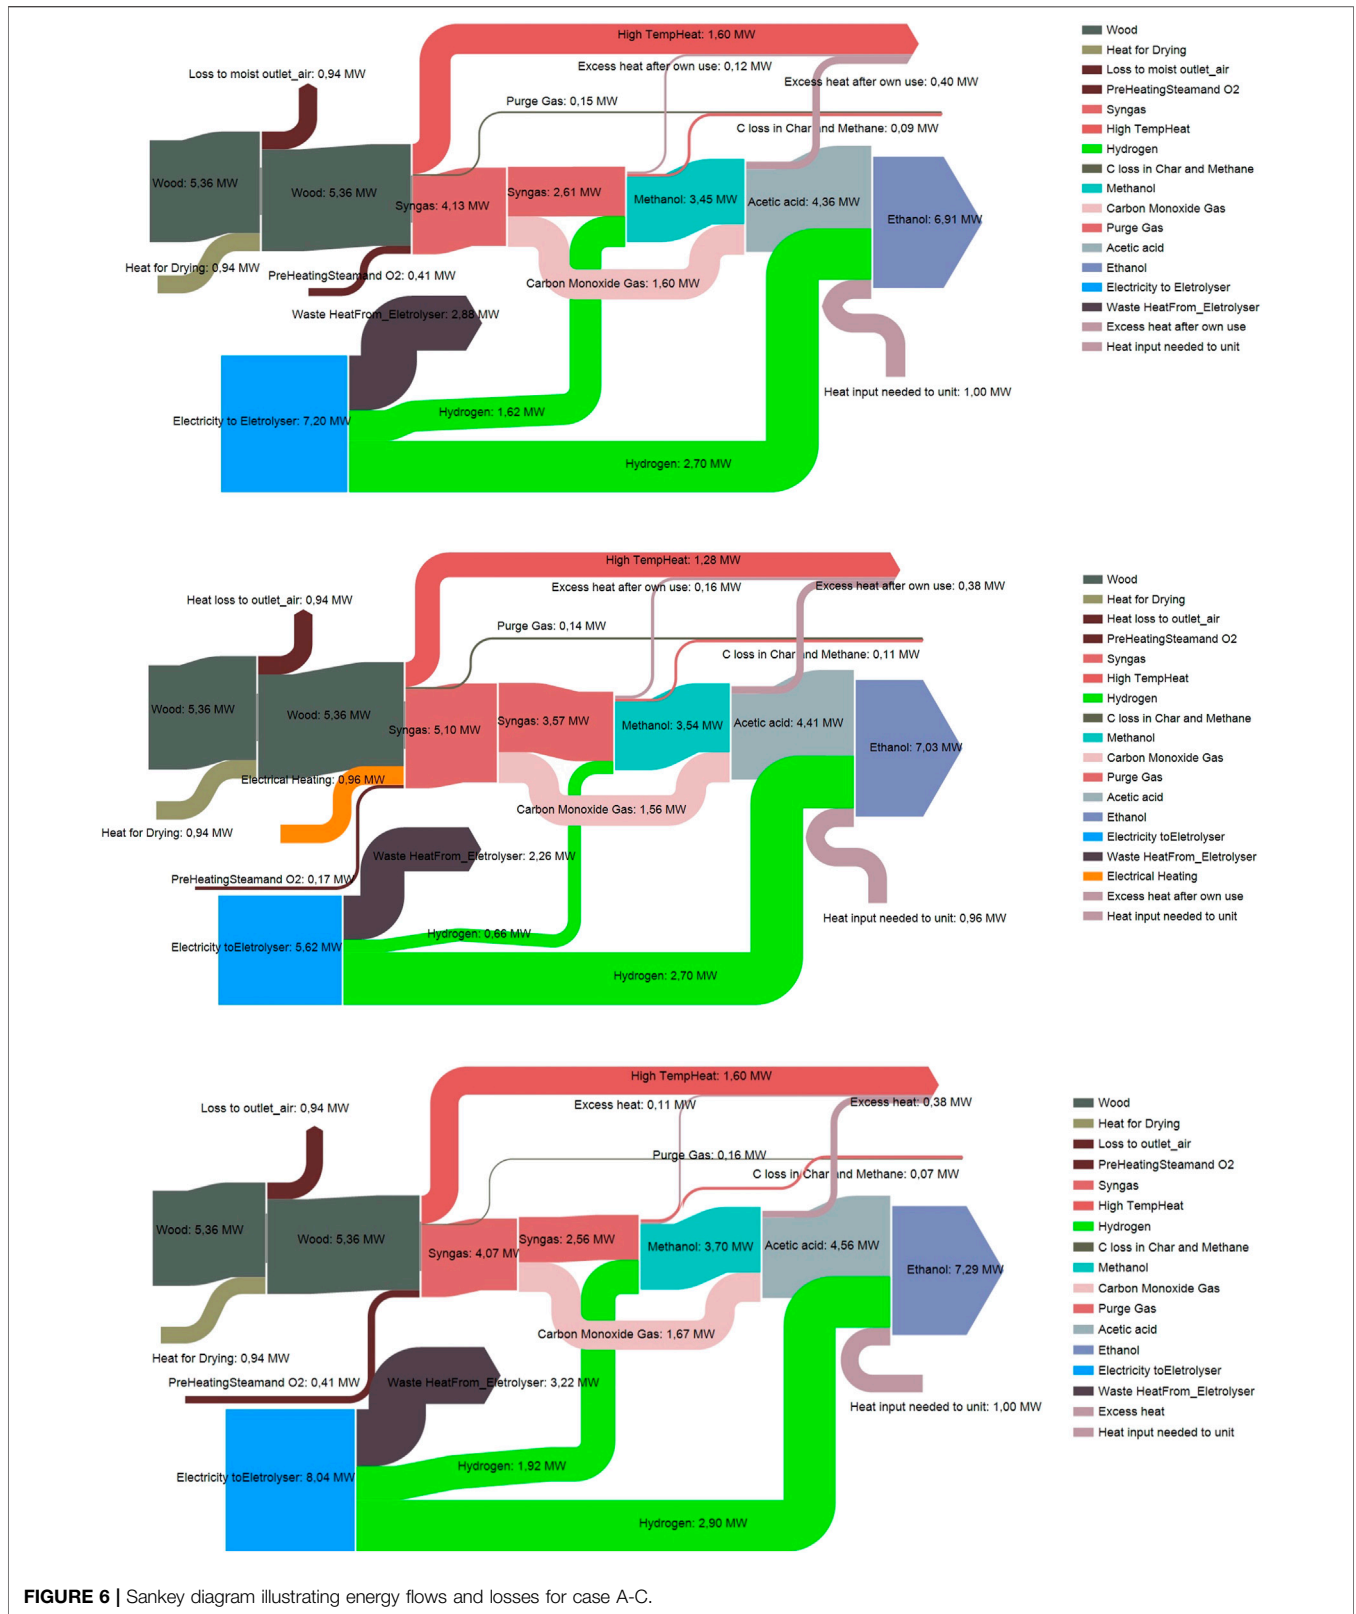 High TempHeat: 1,60 MW
Excess heat after own use: 0,12 MW
Loss to moist outlet_air: 0,94 MW
Excess heat after own use: 0,40 MW
Purge Gas: 0,15 MW
C loss in Char and Methane: 0,09 MW
Wood: 5,36 MW
Wood: 5,36 MW
Syngas: 4,13 MW
Syngas: 2,61 MW
Methanol: 3,45 MW
Acetic acid: 4,36 MW
Ethanol: 6,91 MW
Heat for Drying: 0,94 MW
PreHeatingSteamand O2: 0,41 MW
Carbon Monoxide Gas: 1,60 MW
Waste HeatFrom_Eletrolyser: 2,88 MW
Heat input needed to unit: 1,00 MW
Electricity to Eletrolyser: 7,20 MW
Hydrogen: 1,62 MW
Hydrogen: 2,70 MW
Wood
Heat for Drying
Loss to moist outlet_air
PreHeatingSteamand O2
Syngas
High TempHeat
Hydrogen
C loss in Char and Methane
Methanol
Carbon Monoxide Gas
Purge Gas
Acetic acid
Ethanol
Electricity to Eletrolyser
Waste HeatFrom_Eletrolyser
Excess heat after own use
Heat input needed to unit
High TempHeat: 1,28 MW
Excess heat after own use: 0,16 MW
Excess heat after own use: 0,38 MW
Heat loss to outlet_air: 0,94 MW
Purge Gas: 0,14 MW
C loss in Char and Methane: 0,11 MW
Wood: 5,36 MW
Wood: 5,36 MW
Syngas: 5,10 MW
Syngas: 3,57 MW
Methanol: 3,54 MW
Acetic acid: 4,41 MW
Ethanol: 7,03 MW
Electrical Heating: 0,96 MW
Heat for Drying: 0,94 MW
Carbon Monoxide Gas: 1,56 MW
Waste HeatFrom_Eletrolyser: 2,26 MW
PreHeatingSteamand O2: 0,17 MW
Heat input needed to unit: 0,96 MW
Electricity toEletrolyser: 5,62 MW
Hydrogen: 0,66 MW
Hydrogen: 2,70 MW
Wood
Heat for Drying
Heat loss to outlet_air
PreHeatingSteamand O2
Syngas
High TempHeat
Hydrogen
C loss in Char and Methane
Methanol
Carbon Monoxide Gas
Purge Gas
Acetic acid
Ethanol
Electricity toEletrolyser
Waste HeatFrom_Eletrolyser
Electrical Heating
Excess heat after own use
Heat input needed to unit
High TempHeat: 1,60 MW
Excess heat: 0,11 MW
Excess heat: 0,38 MW
Loss to outlet_air: 0,94 MW
Purge Gas: 0,16 MW
C loss in Char and Methane: 0,07 MW
Wood: 5,36 MW
Wood: 5,36 MW
Syngas: 4,07 MW
Syngas: 2,56 MW
Methanol: 3,70 MW
Acetic acid: 4,56 MW
Ethanol: 7,29 MW
Carbon Monoxide Gas: 1,67 MW
Heat for Drying: 0,94 MW
PreHeatingSteamand O2: 0,41 MW
Waste HeatFrom_Eletrolyser: 3,22 MW
Heat input needed to unit: 1,00 MW
Electricity toEletrolyser: 8,04 MW
Hydrogen: 1,92 MW
Hydrogen: 2,90 MW
Wood
Heat for Drying
Loss to outlet_air
PreHeatingSteamand O2
Syngas
High TempHeat
Hydrogen
C loss in Char and Methane
Methanol
Carbon Monoxide Gas
Purge Gas
Acetic acid
Ethanol
Electricity toEletrolyser
Waste HeatFrom_Eletrolyser
Excess heat
Heat input needed to unit
FIGURE 6 | Sankey diagram illustrating energy flows and losses for case A-C.